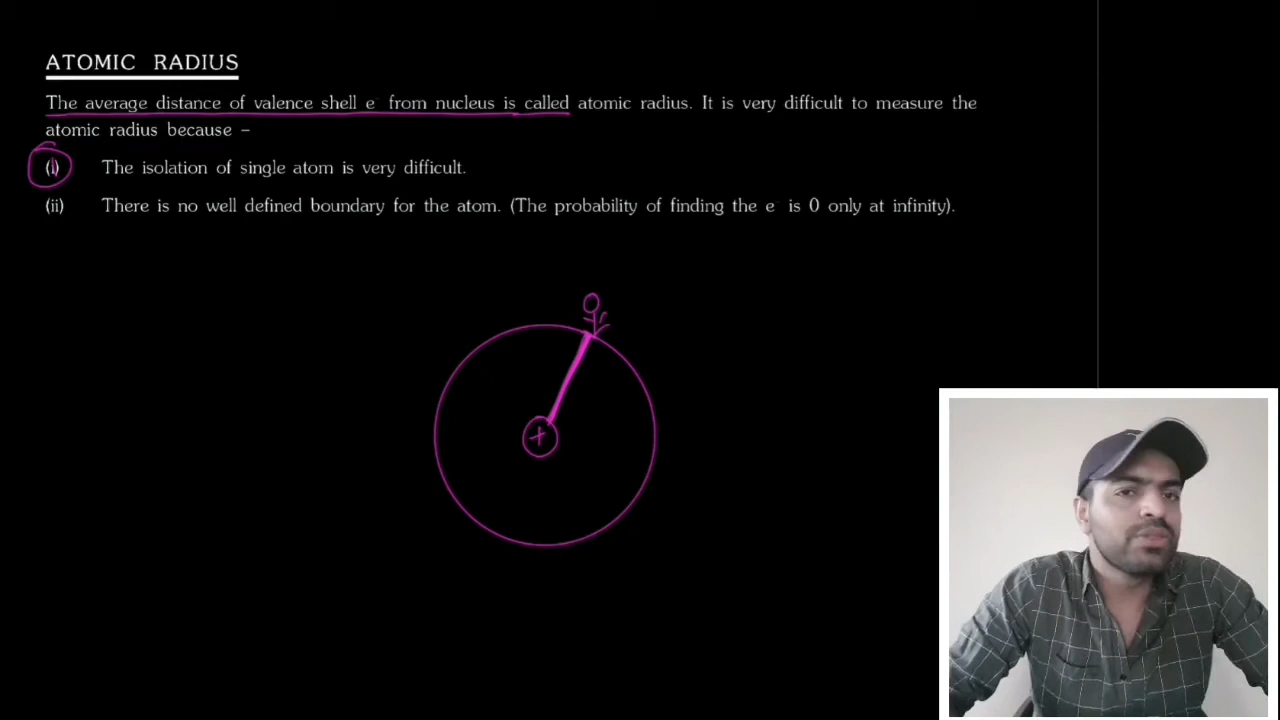 ATOMIC RADIUS
The average distance of valence shell e⁻ from nucleus is called atomic radius. It is very difficult to measure the
atomic radius because –
(i) The isolation of single atom is very difficult.
(ii) There is no well defined boundary for the atom. (The probability of finding the e⁻ is 0 only at infinity).
+